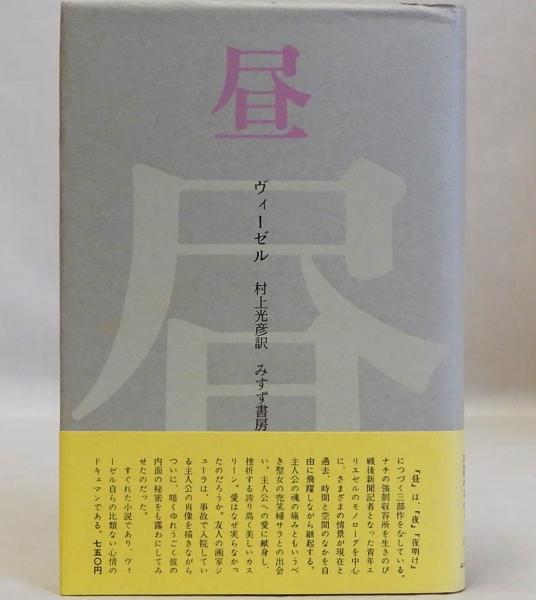 昼
昼
ヴィーゼル 村上光彦訳 みすず書房
『昼』は、『夜』『夜明け』
につづく三部作をなしている。
ナチの強制収容所を生きのび
戦後新聞記者となった青年エ
リエゼルのモノローグを中心
に、さまざまの情景が現在と
過去、時間と空間のなかを自
由に飛躍しながら継起する。
主人公の魂の痛みともいうべ
き聖女の売笑婦サラとの出会
い。主人公への愛に献身し、
挫折する誇り高く美しいカス
リーン。愛はなぜ実らなかっ
たのだろうか。友人の画家ジ
ューラは、事故で入院してい
る主人公の肖像を描きながら
ついに、暗くゆれうごく彼の
内面の秘密をも露わにしてみ
せたのだった。
すぐれた小説であり、ヴィ
ーゼル自らの比類ない心情の
ドキュマンである。七五〇円